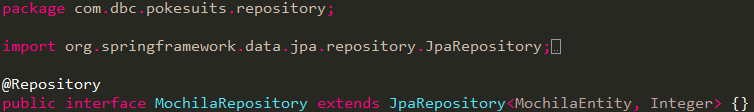 package com.dbc.pokesuits.repository;
import org.springframework.data.jpa.repository.JpaRepository;
@Repository
public interface MochilaRepository extends JpaRepository<MochilaEntity, Integer> {}